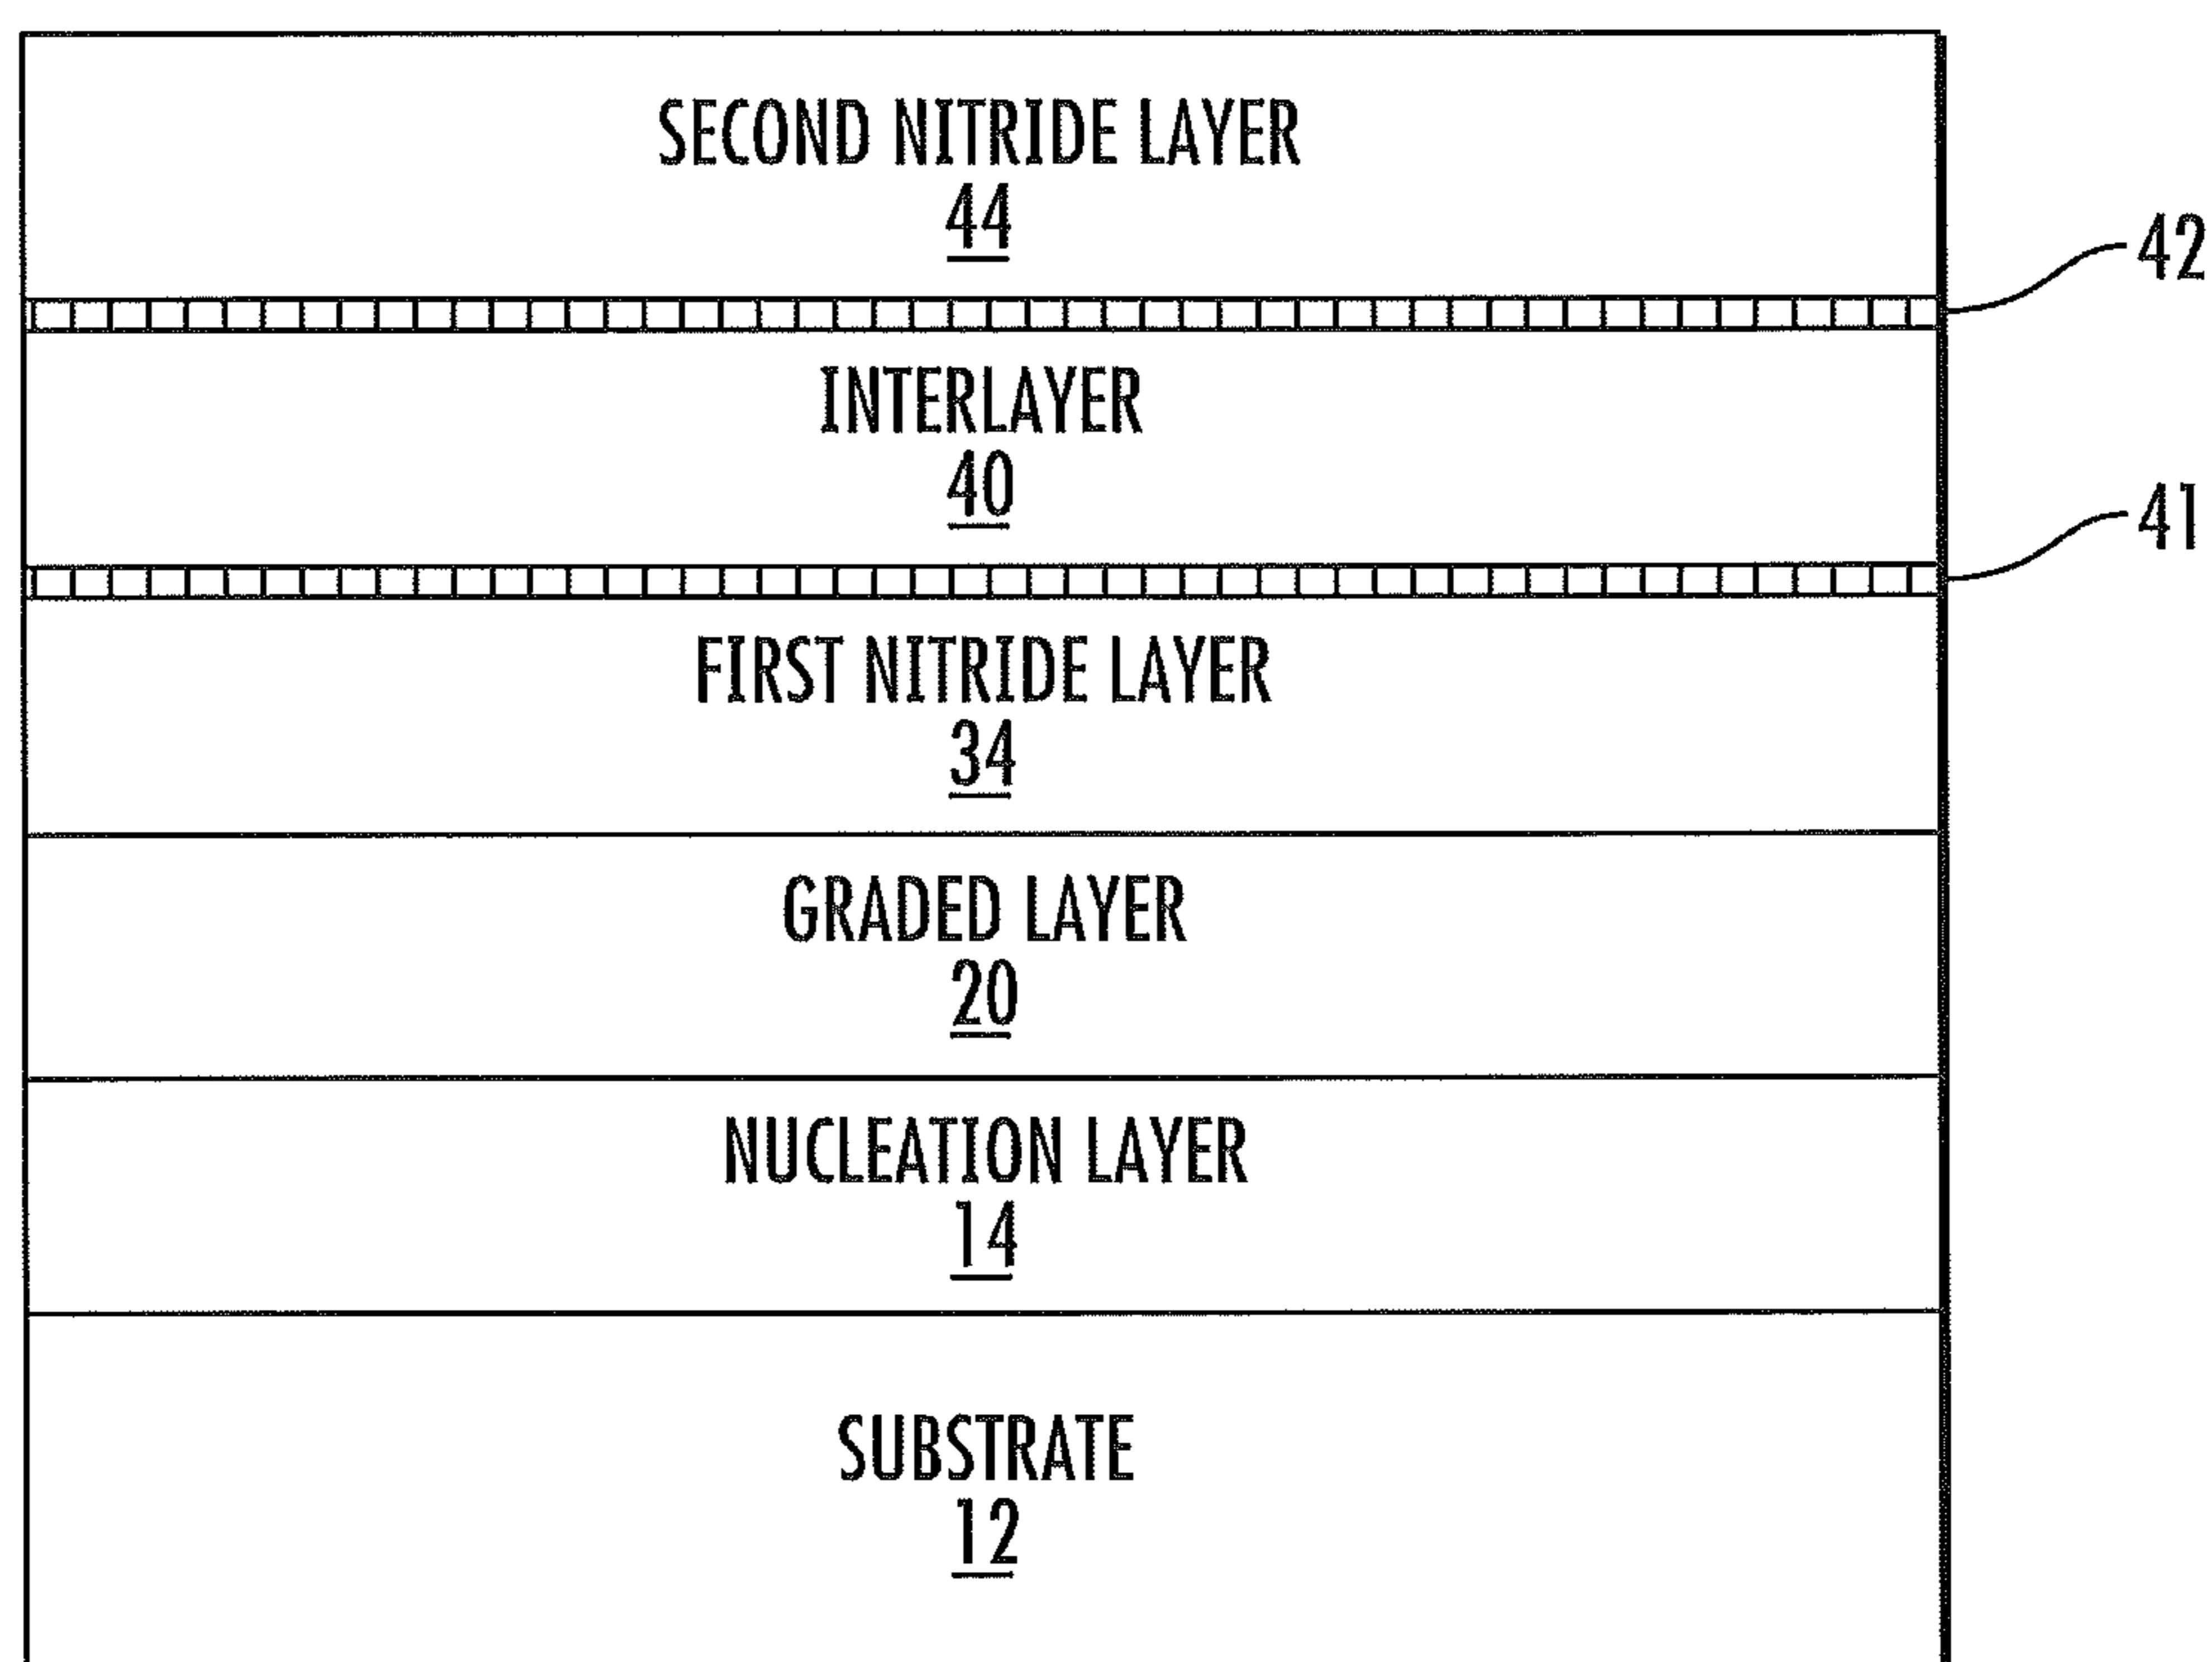 SECOND NITRIDE LAYER
44
42
INTERLAYER
40
41
FIRST NITRIDE LAYER
34
GRADED LAYER
20
NUCLEATION LAYER
14
SUBSTRATE
12